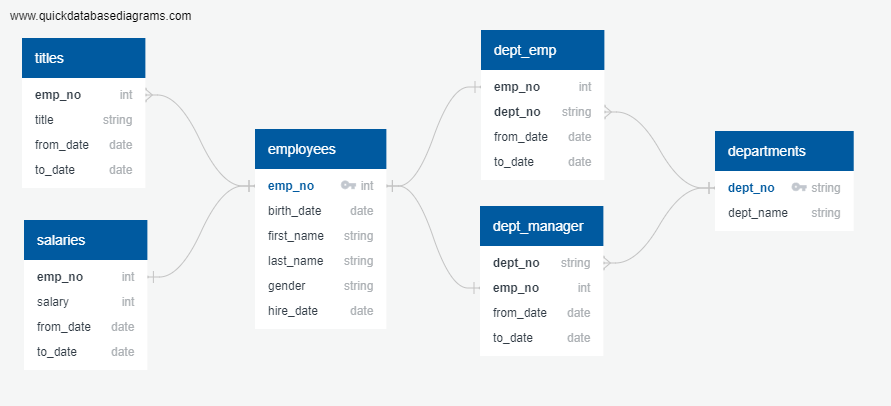 www.quickdatabasediagrams.com
titles
emp_no int
title string
from_date date
to_date date
salaries
emp_no int
salary int
from_date date
to_date date
employees
emp_no int
birth_date date
first_name string
last_name string
gender string
hire_date date
dept_emp
emp_no int
dept_no string
from_date date
to_date date
dept_manager
dept_no string
emp_no int
from_date date
to_date date
departments
dept_no string
dept_name string